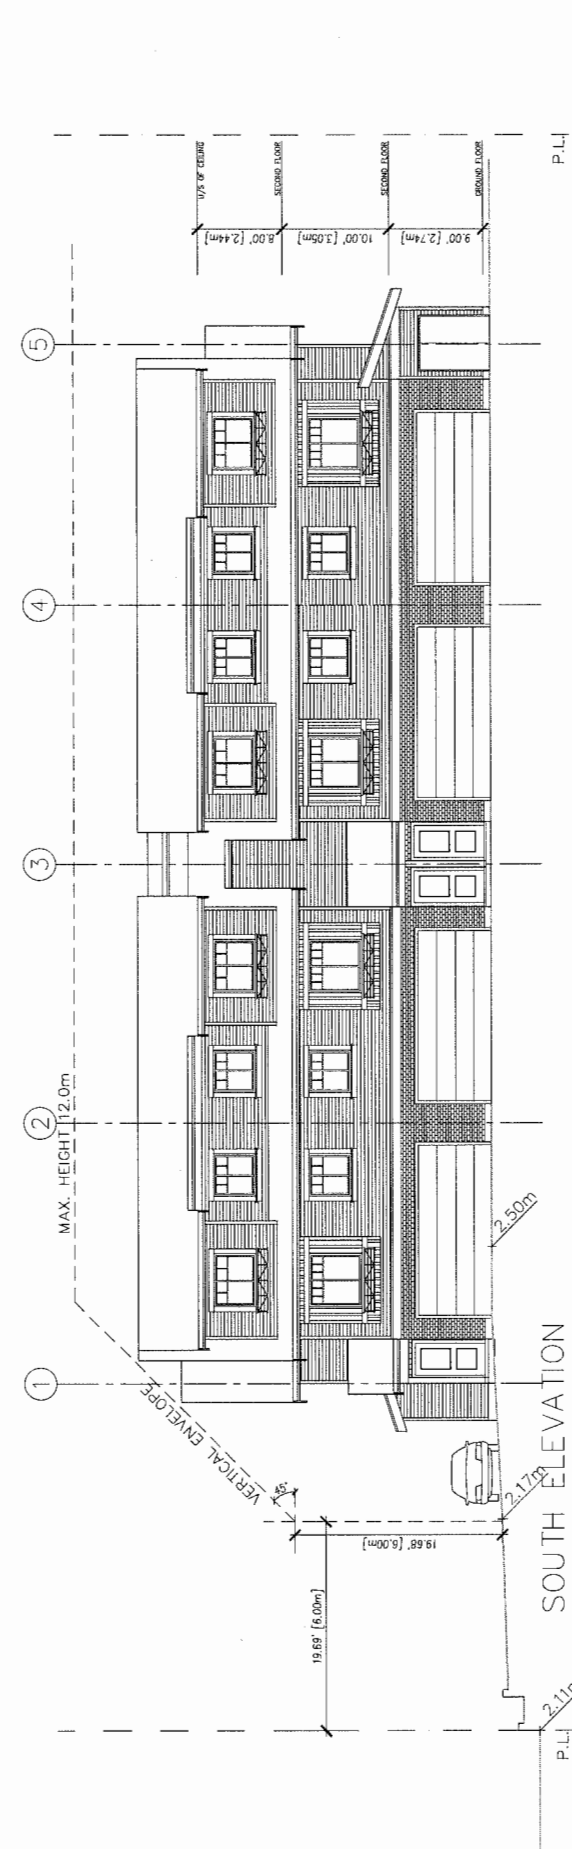 MAX. HEIGHT 12.0m
VERTICAL ENVELOPE
45°
1
2
3
4
5
U/S OF CEILING
8.00' [2.44m]
SECOND FLOOR
10.00' [3.05m]
SECOND FLOOR
9.00' [2.74m]
GROUND FLOOR
19.69' [6.00m]
19.68' [6.00m]
2.11m
2.17m
2.50m
P.L.
P.L.
SOUTH ELEVATION